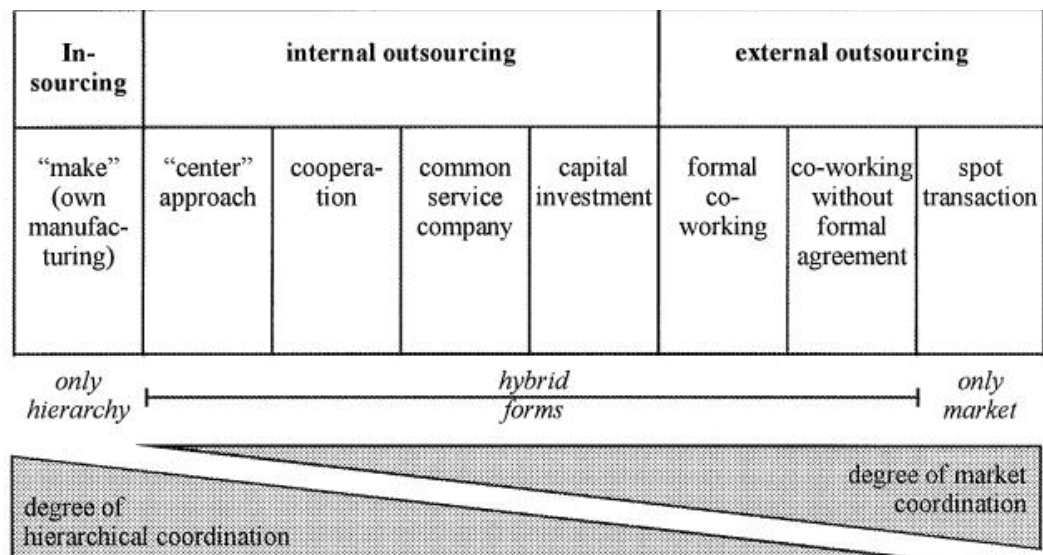 In-
sourcing
internal outsourcing
external outsourcing
“make”
(own
manufac-
turing)
“center”
approach
coopera-
tion
common
service
company
capital
investment
formal
co-
working
co-working
without
formal
agreement
spot
transaction
only
hierarchy
hybrid
forms
only
market
degree of market
coordination
degree of
hierarchical coordination